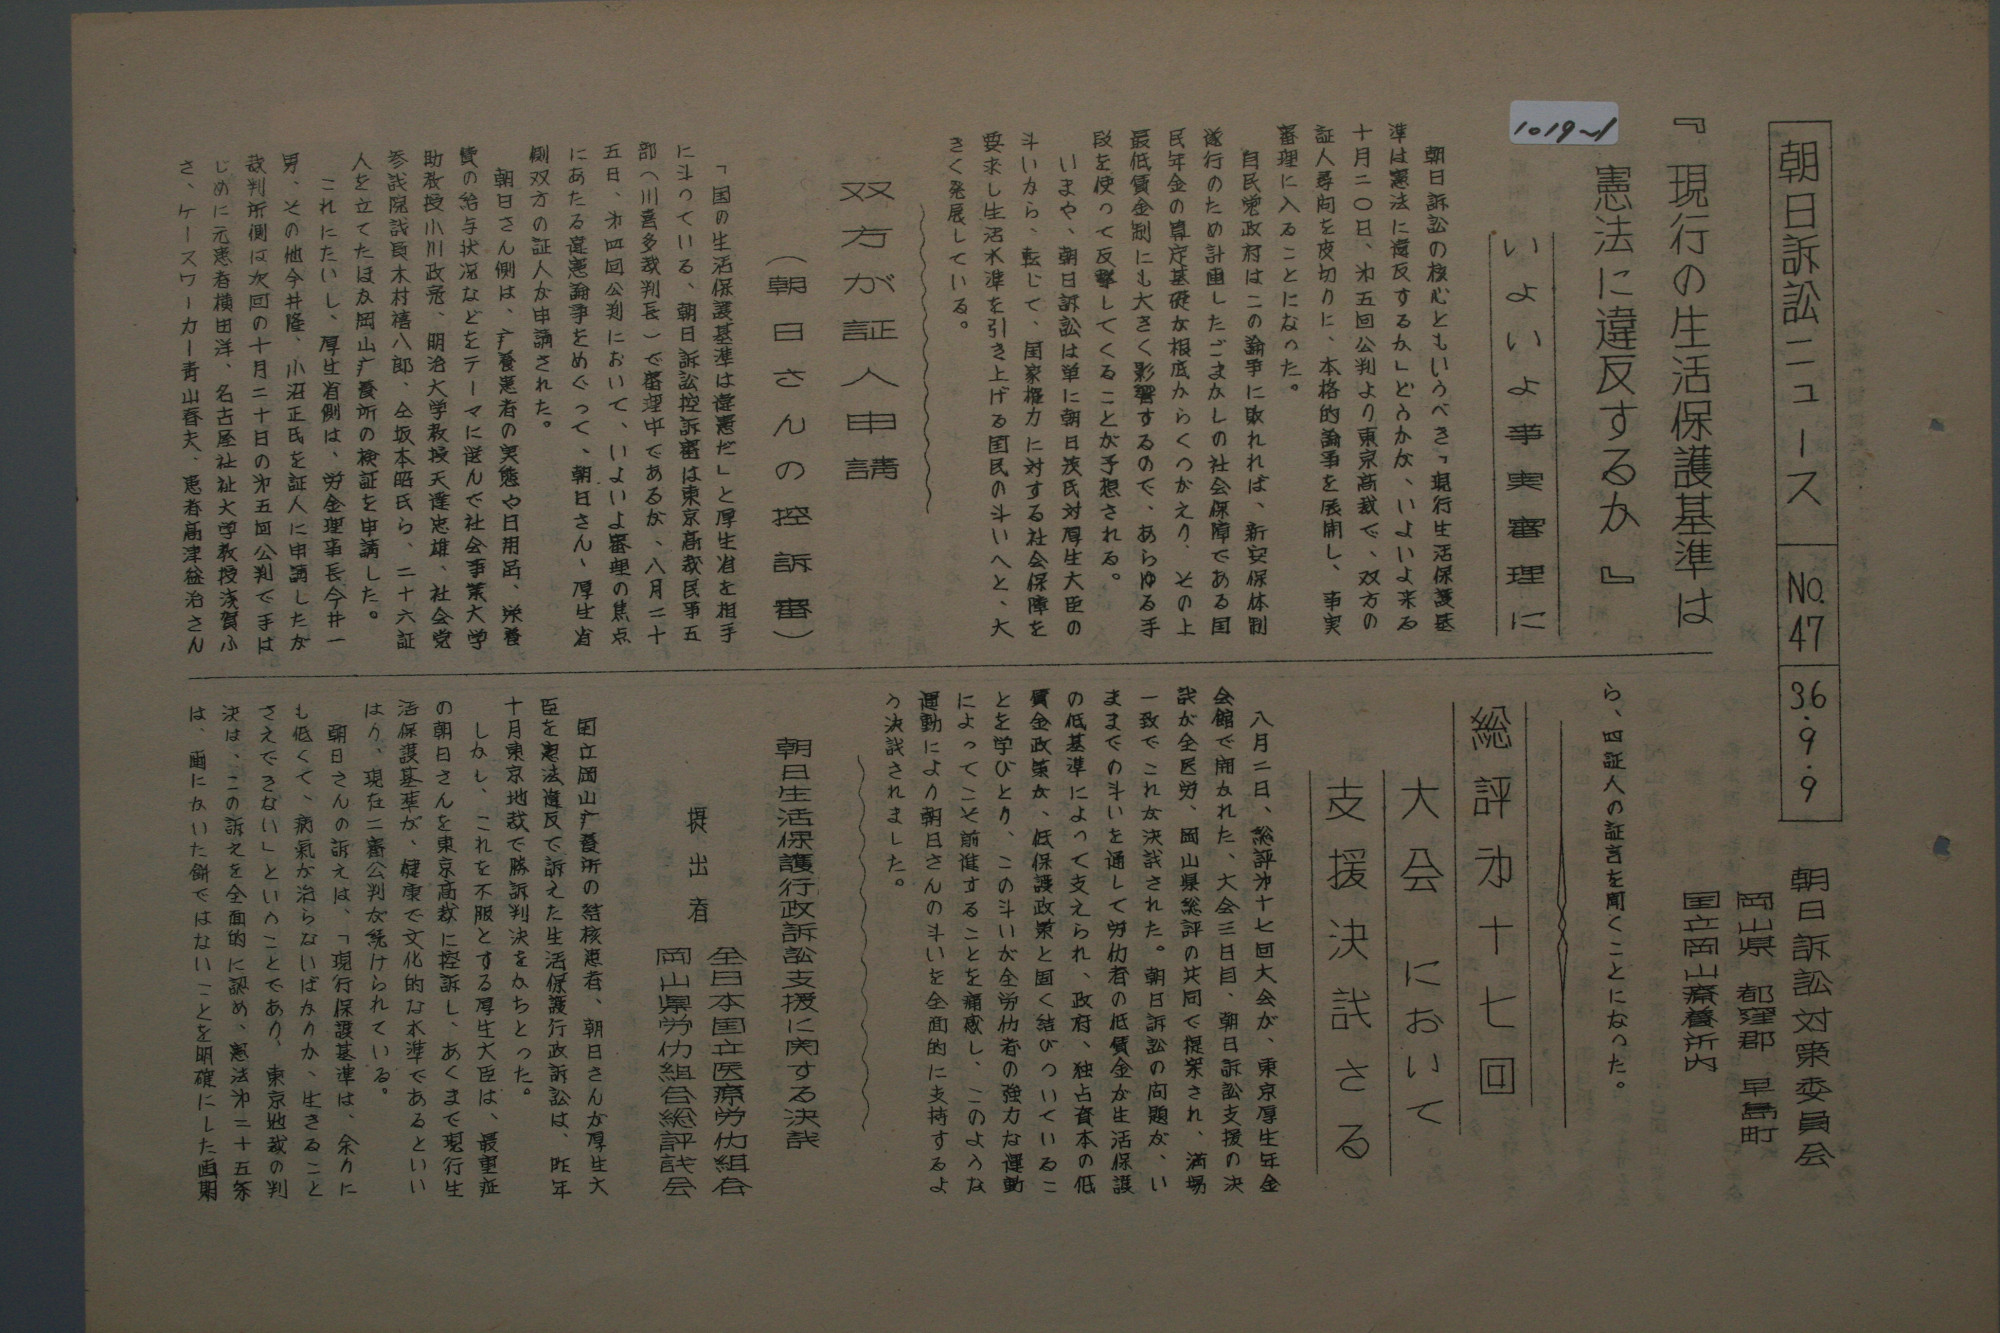 朝日訴訟ニュース
NO.47
36.9.9
朝日訴訟対策委員会
岡山県 都窪郡 早島町
国立岡山療養所内
1019~1
『現行の生活保護基準は
憲法に違反するか』
いよいよ事実審理に
朝日訴訟の核心ともいうべき「現行生活保護基
準は憲法に違反するか」どうかが、いよいよ来る
十月二〇日、㐧五回公判より東京高裁で、双方の
証人尋問を皮切りに、本格的論争を展開し、事実
審理に入ることになった。
自民党政府はこの論争に敗れれば、新安保体制
遂行のため計画したごまかしの社会保障である国
民年金の算定基礎が根底からくつがえり、その上
最低賃金制にも大きく影響するので、あらゆる手
段を使って反撃してくることが予想される。
いまや、朝日訴訟は単に朝日茂氏対厚生大臣の
斗いから、転じて、国家権力に対する社会保障を
要求し生活水準を引き上げる国民の斗いへと、大
きく発展している。
双方が証人申請
(朝日さんの控訴審)
「国の生活保護基準は違憲だ」と厚生省を相手
に斗っている、朝日訴訟控訴審は東京高裁民事五
部(川喜多裁判長)で審理中であるが、八月二十
五日、㐧四回公判において、いよいよ審理の焦点
にあたる違憲論争をめぐって、朝日さん、厚生省
側双方の証人が申請された。
朝日さん側は、疒養患者の実態や日用品、栄養
費の給与状況などをテーマに選んで社会事業大学
助教授小川政亮、明治大学教授天達忠雄、社会党
参議院議員木村禧八郎、仝坂本昭氏ら、二十六証
人を立てたほか岡山疒養所の検証を申請した。
これにたいし、厚生省側は、労金理事長今井一
男、その他今井隆、小沼正氏を証人に申請したが
裁判所側は次回の十月二十日の㐧五回公判で手は
じめに元患者横田洋、名古屋社祉大学教授浅賀ふ
さ、ケースワーカー青山春夫、患者高津益治さん
ら、四証人の証言を聞くことになった。
総評㐧十七回
大会において
支援決議さる
八月二日、総評㐧十七回大会が、東京厚生年金
会館で開かれた、大会三日目、朝日訴訟支援の決
議が全医労、岡山県総評の共同で提案され、満場
一致でこれが決議された。朝日訴訟の向題が、い
ままでの斗いを通して労仂者の低賃金が生活保護
の低基準によって支えられ、政府、独占資本の低
賃金政策が、低保護政策と固く結びついているこ
とを学びとり、この斗いが全労仂者の強力な運動
によってこそ前進することを痛感し、このような
運動により朝日さんの斗いを全面的に支持するよ
う決議されました。
朝日生活保護行政訴訟支援に関する決議
提出者
全日本国立医療労仂組合
岡山県労仂組合総評議会
国立岡山疒養所の結核患者、朝日さんが厚生大
臣を憲法違反で訴えた生活保護行政訴訟は、昨年
十月東京地裁で勝訴判決をかちとった。
しかし、これを不服とする厚生大臣は、最重症
の朝日さんを東京高裁に控訴し、あくまで現行生
活保護基準が、健康で文化的な水準であるといい
はり、現在二審公判が続けられている。
朝日さんの訴えは、「現行保護基準は、余りに
も低くて、病気が治らないばかりか、生きること
さえできない」ということであり、東京地裁の判
決は、この訴えを全面的に認め、憲法㐧二十五条
は、画にかいた餅ではないことを明確にした画期